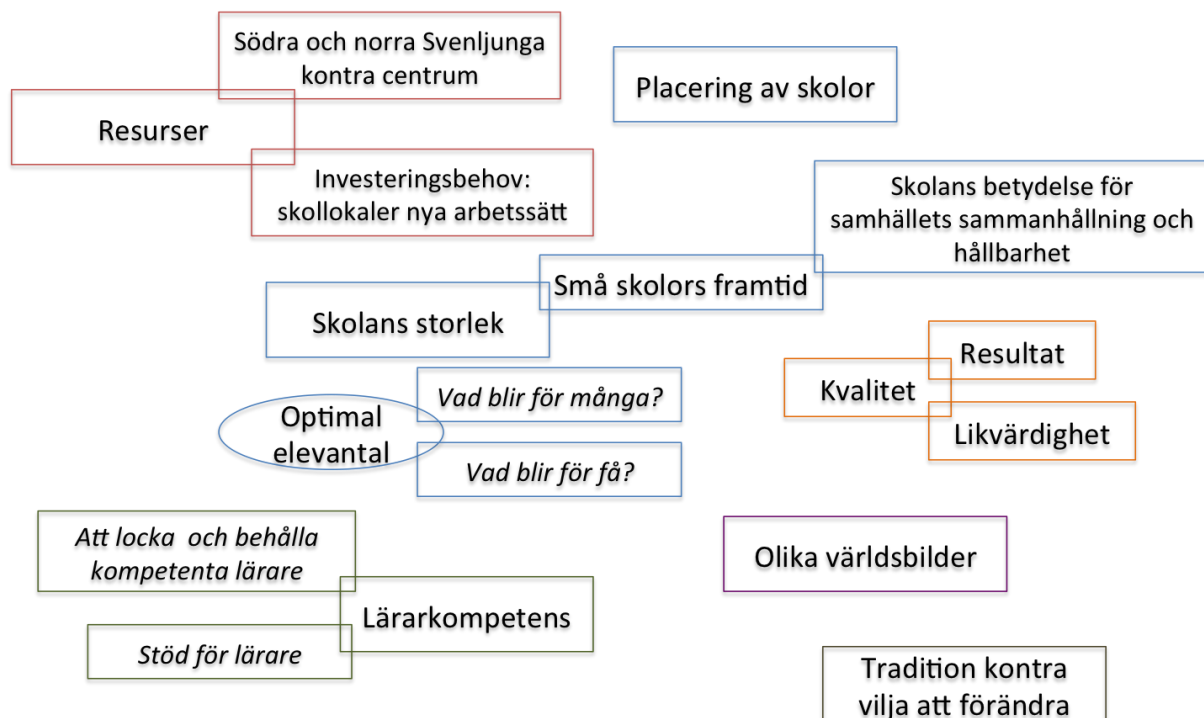 Södra och norra Svenljunga
kontra centrum
Placering av skolor
Resurser
Investeringsbehov:
skollokaler nya arbetssätt
Skolans betydelse för
samhällets sammanhållning och
hållbarhet
Små skolors framtid
Skolans storlek
Resultat
Kvalitet
Likvärdighet
Vad blir för många?
Optimal
elevantal
Vad blir för få?
Att locka  och behålla
kompetenta lärare
Olika världsbilder
Lärarkompetens
Stöd för lärare
Tradition kontra
vilja att förändra